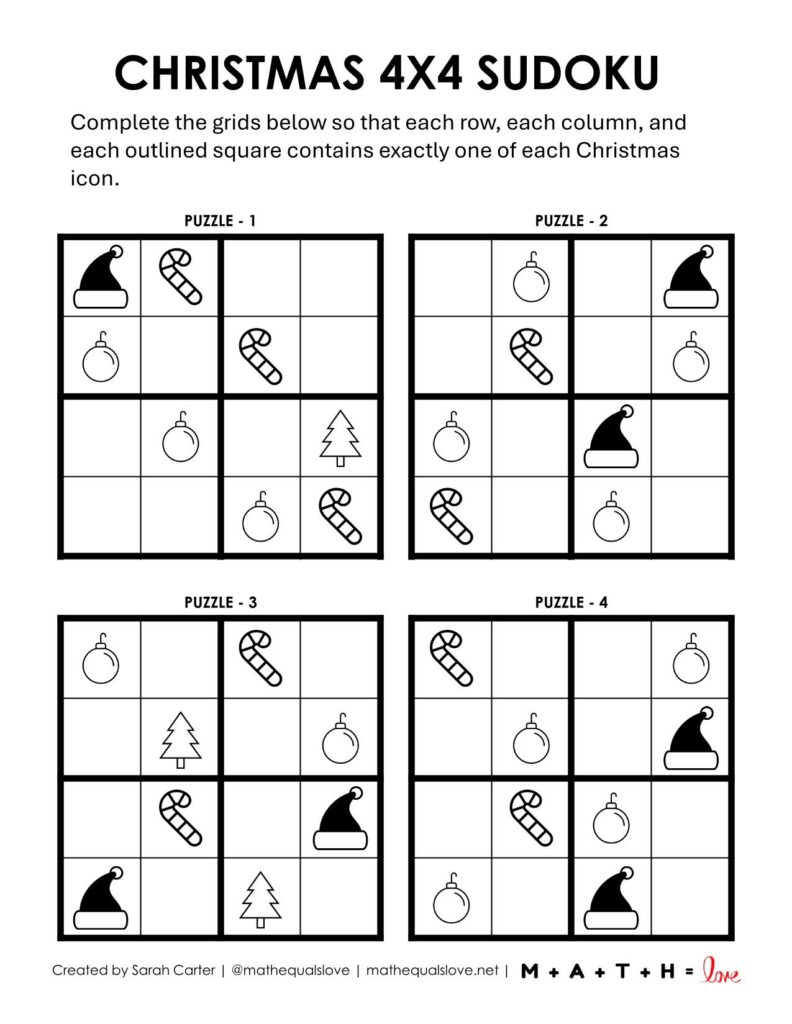 CHRISTMAS 4X4 SUDOKU
Complete the grids below so that each row, each column, and
each outlined square contains exactly one of each Christmas
icon.
PUZZLE - 1
PUZZLE - 2
PUZZLE - 3
PUZZLE - 4
Created by Sarah Carter | @mathequalslove | mathequalslove.net | M + A + T + H = love